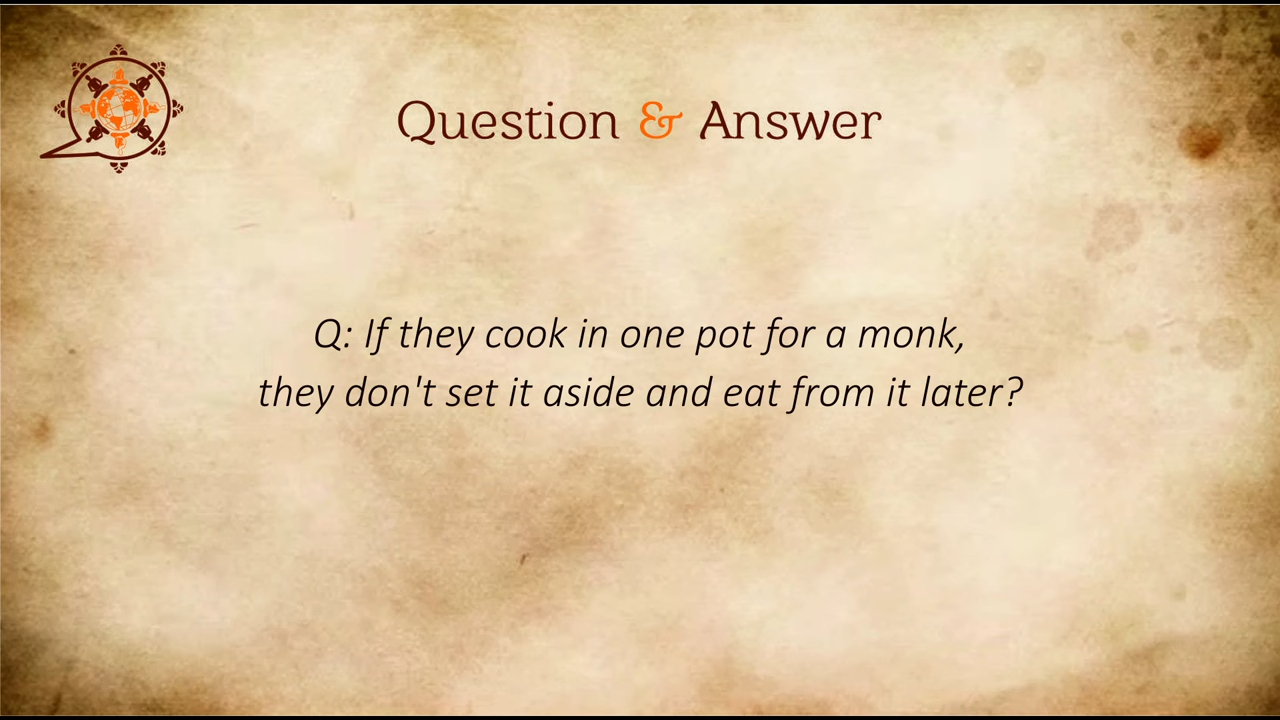 Question & Answer
Q: If they cook in one pot for a monk,
they don't set it aside and eat from it later?